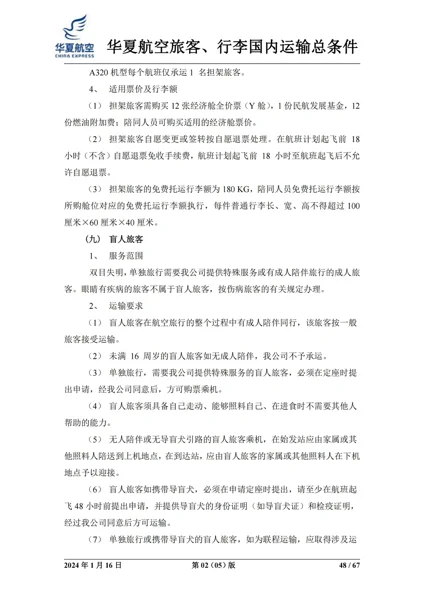 华夏航空
CHINA EXPRESS
华夏航空旅客、行李国内运输总条件
A320 机型每个航班仅承运 1 名担架旅客。
4、 适用票价及行李额
（1） 担架旅客需购买 12 张经济舱全价票（Y 舱），1 份民航发展基金，12
份燃油附加费；陪同人员可购买适用的经济舱票价。
（2） 担架旅客自愿变更或签转按自愿退票处理。在航班计划起飞前 18
小时（不含）自愿退票免收手续费，航班计划起飞前 18 小时至航班起飞后不允
许自愿退票。
（3） 担架旅客的免费托运行李额为 180 KG，陪同人员免费托运行李额按
所购舱位对应的免费托运行李额执行，每件普通行李长、宽、高不得超过 100
厘米×60 厘米×40 厘米。
（九） 盲人旅客
1、 服务范围
双目失明，单独旅行需要我公司提供特殊服务或有成人陪伴旅行的成人旅
客。眼睛有疾病的旅客不属于盲人旅客，按伤病旅客的有关规定办理。
2、 运输要求
（1） 盲人旅客在航空旅行的整个过程中有成人陪伴同行，该旅客按一般
旅客接受运输。
（2） 未满 16 周岁的盲人旅客如无成人陪伴，我公司不予承运。
（3） 单独旅行，需要我公司提供特殊服务的盲人旅客，必须在定座时提
出申请，经我公司同意后，方可购票乘机。
（4） 盲人旅客须具备自己走动、能够照料自己、在进食时不需要其他人
帮助的能力。
（5） 无人陪伴或无导盲犬引路的盲人旅客乘机，在始发站应由家属或其
他照料人陪送到上机地点，在到达站，应由盲人旅客的家属或其他照料人在下机
地点予以迎接。
（6） 盲人旅客如携带导盲犬，必须在申请定座时提出，请至少在航班起
飞 48 小时前提出申请，并提供导盲犬的身份证明（如导盲犬证）和检疫证明，
经过我公司同意后方可运输。
（7） 单独旅行或携带导盲犬的盲人旅客，如为联程运输，应取得涉及运
2024 年 1 月 16 日 第 02（05）版 48 / 67